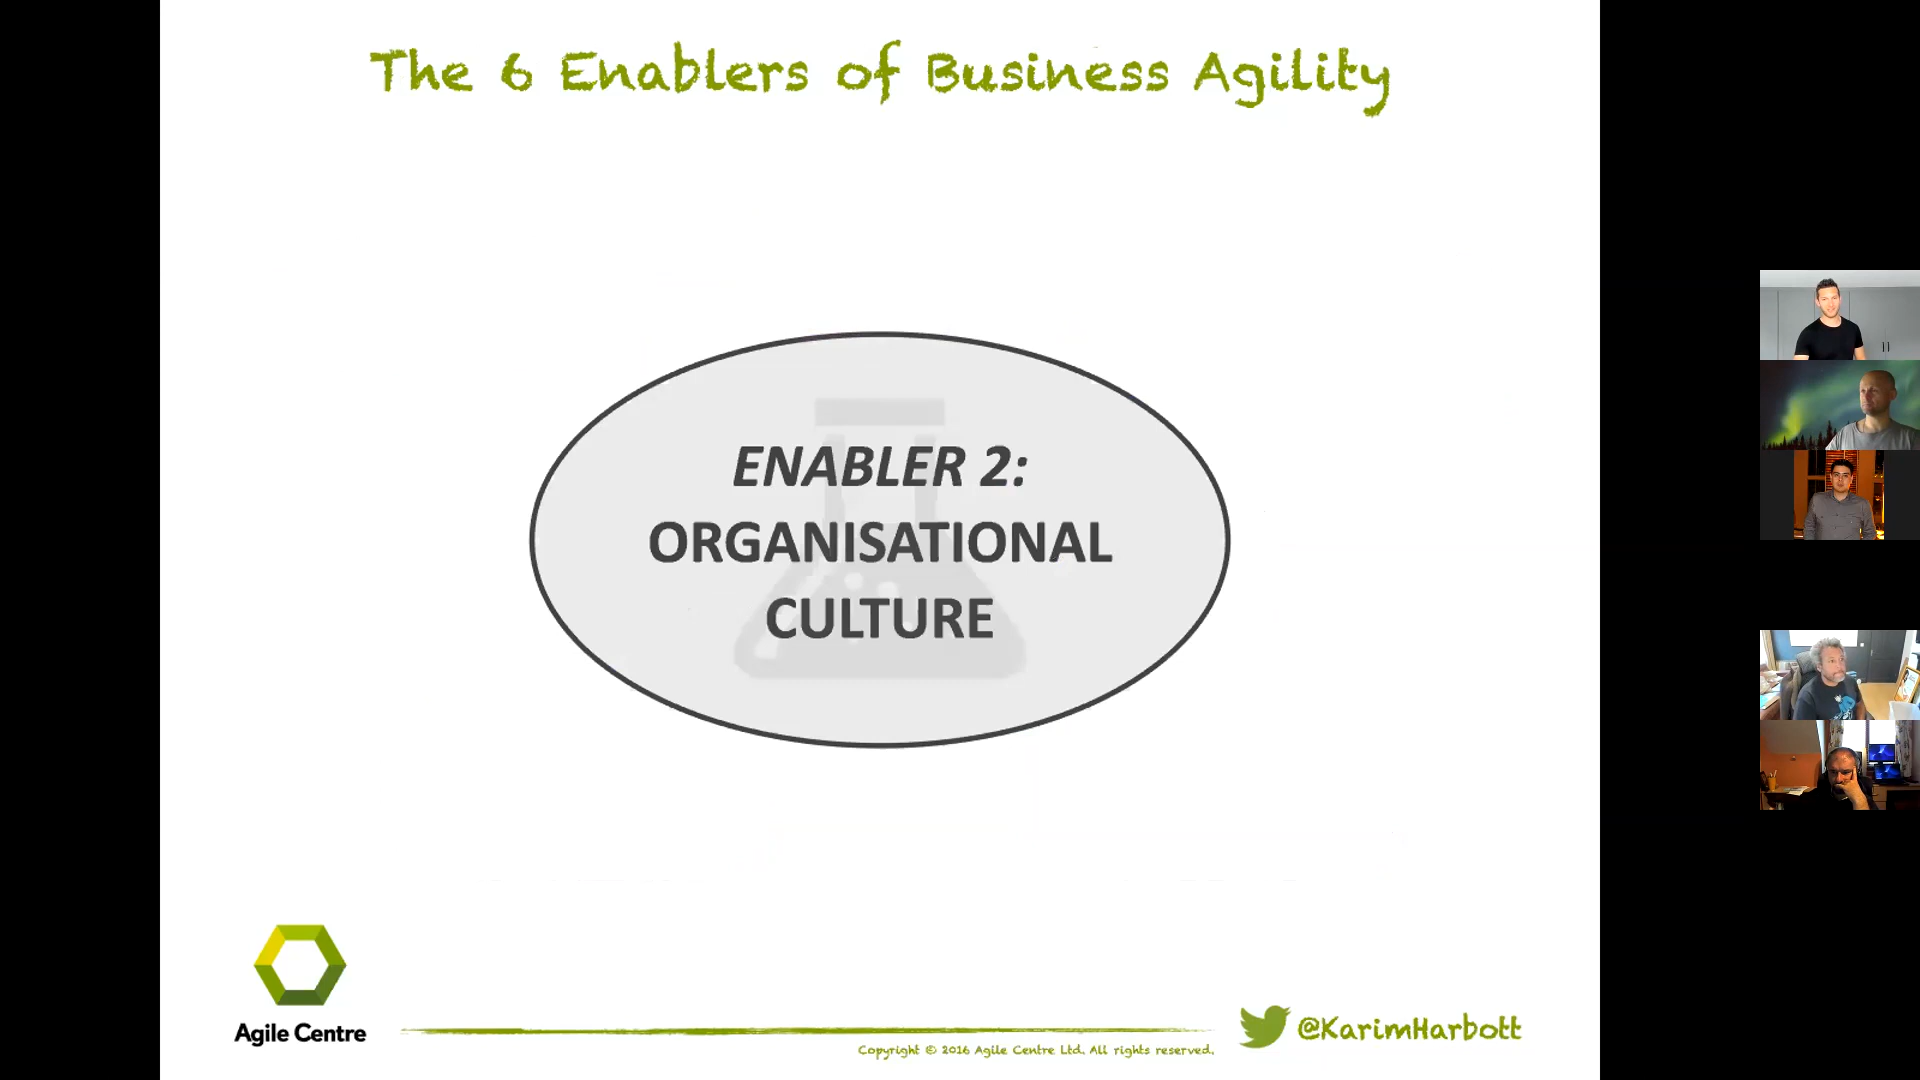 The 6 Enablers of Business Agility
ENABLER 2:
ORGANISATIONAL
CULTURE
Agile Centre
Copyright © 2016 Agile Centre Ltd. All rights reserved.
@KarimHarbott